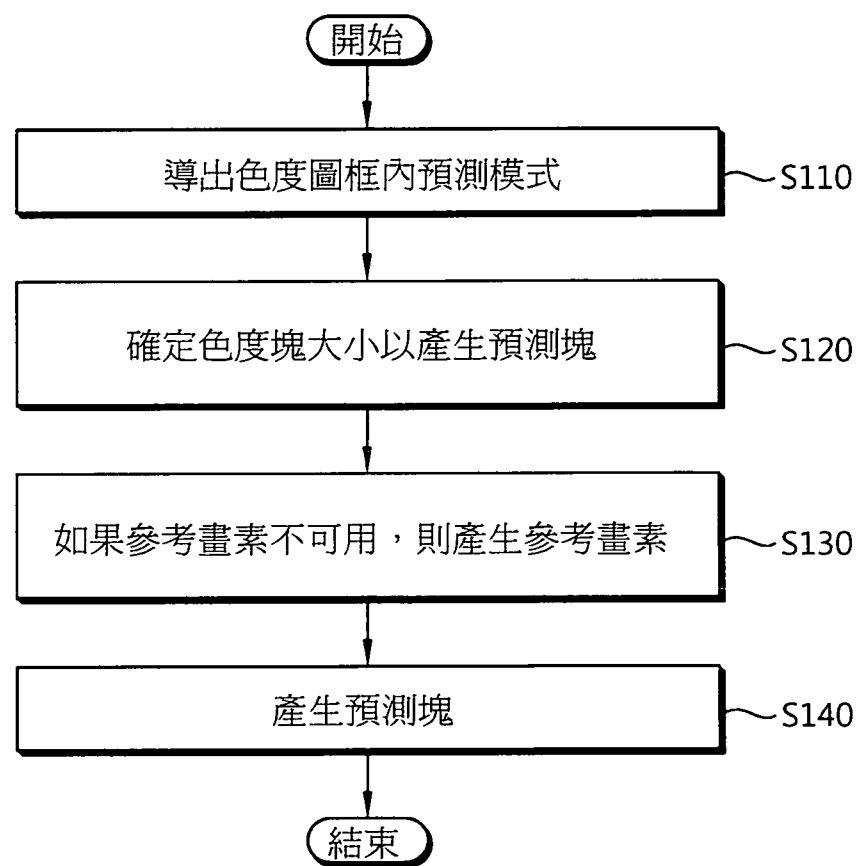 開始
導出色度圖框內預測模式
S110
確定色度塊大小以產生預測塊
S120
如果參考畫素不可用，則產生參考畫素
S130
產生預測塊
S140
結束